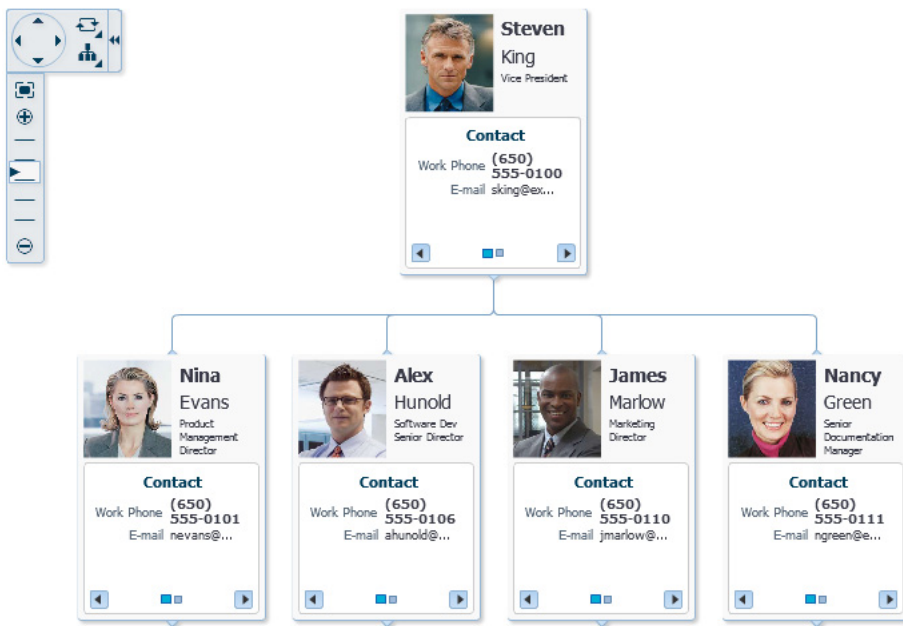 Steven
King
Vice President
Contact
Work Phone (650)
555-0100
E-mail sking@ex...
Nina
Evans
Product
Management
Director
Contact
Work Phone (650)
555-0101
E-mail nevans@...
Alex
Hunold
Software Dev
Senior Director
Contact
Work Phone (650)
555-0106
E-mail ahunold@...
James
Marlow
Marketing
Director
Contact
Work Phone (650)
555-0110
E-mail jmarlow@...
Nancy
Green
Senior
Documentation
Manager
Contact
Work Phone (650)
555-0111
E-mail ngreen@e...